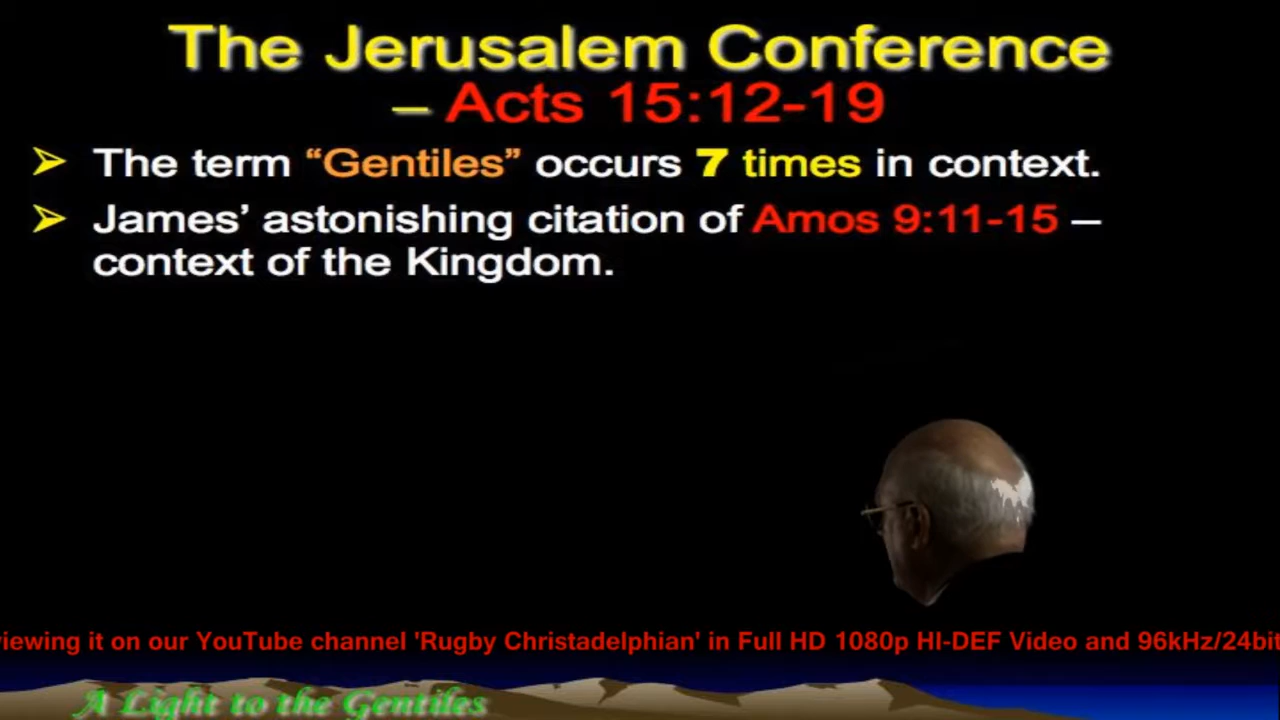 The Jerusalem Conference
– Acts 15:12-19
➢ The term “Gentiles” occurs 7 times in context.
➢ James’ astonishing citation of Amos 9:11-15 –
context of the Kingdom.
viewing it on our YouTube channel 'Rugby Christadelphian' in Full HD 1080p HI-DEF Video and 96kHz/24bit
A Light to the Gentiles